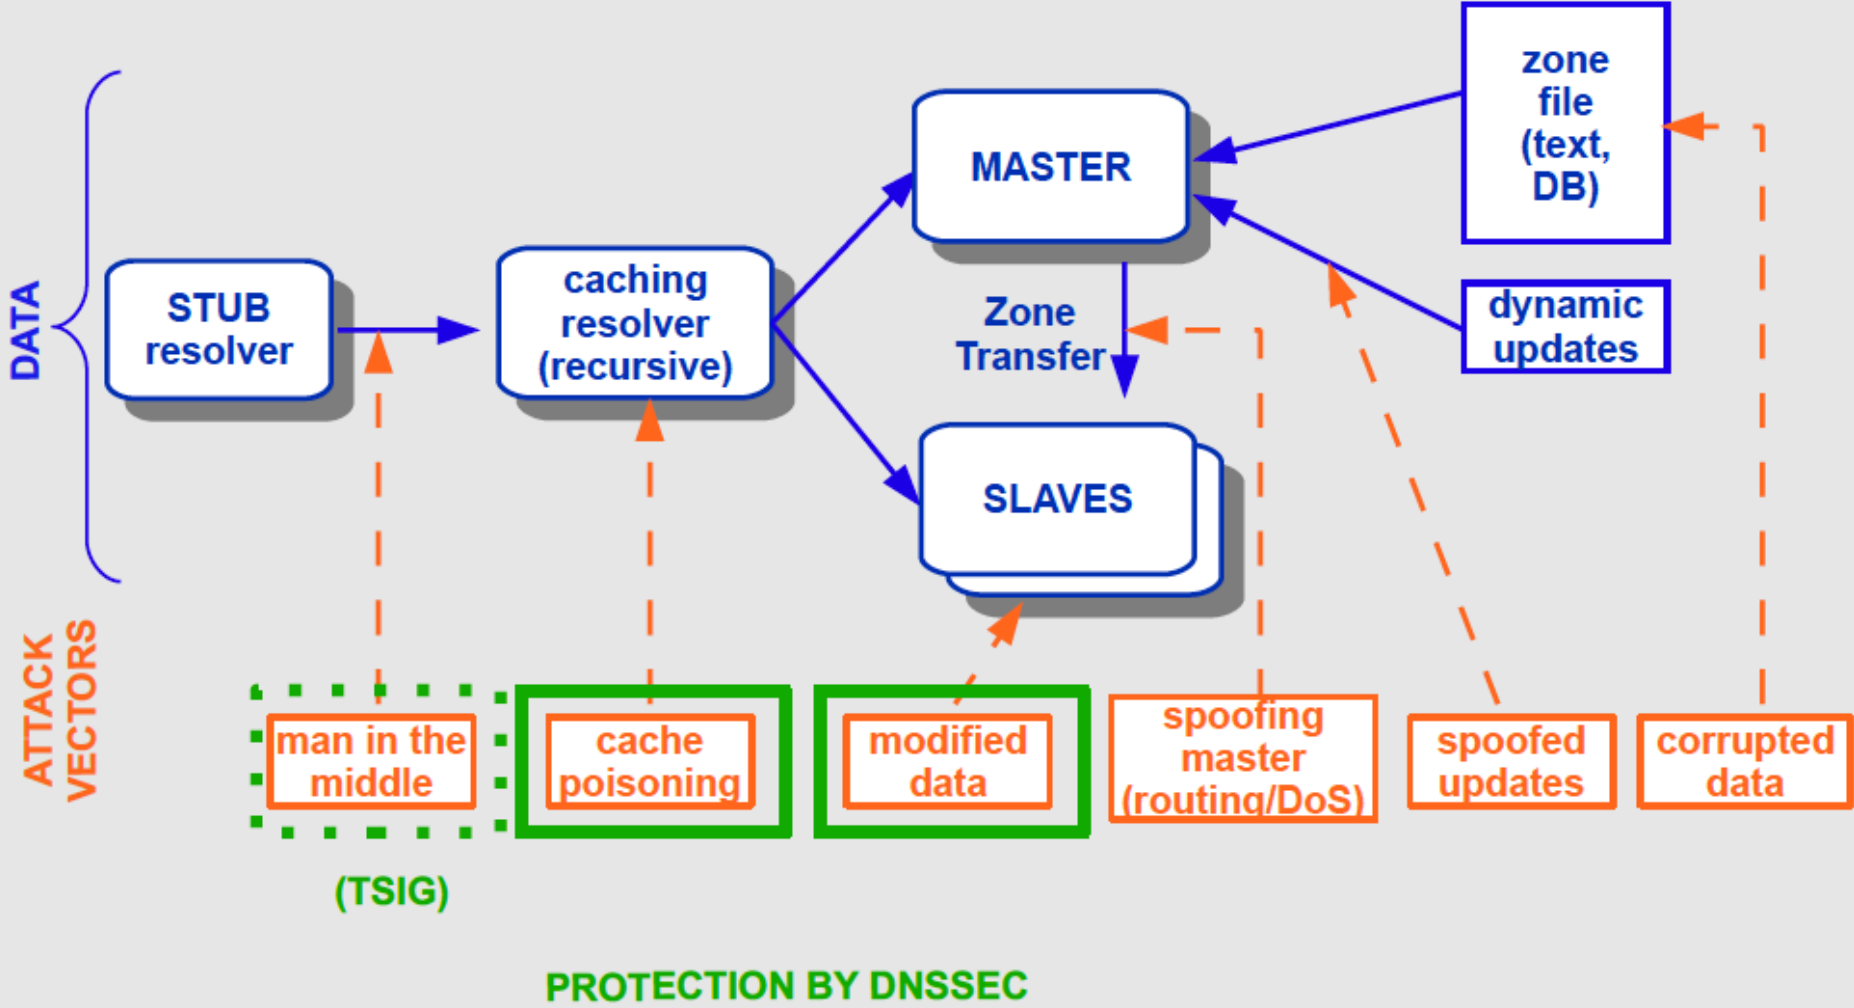 DATA
STUB
resolver
caching
resolver
(recursive)
MASTER
Zone
Transfer
SLAVES
zone
file
(text,
DB)
dynamic
updates
ATTACK
VECTORS
man in the
middle
cache
poisoning
modified
data
spoofing
master
(routing/DoS)
spoofed
updates
corrupted
data
(TSIG)
PROTECTION BY DNSSEC